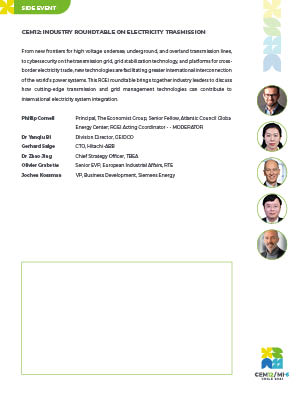 SIDE EVENT
CEM12: INDUSTRY ROUNDTABLE ON ELECTRICITY TRASMISSION
From new frontiers for high voltage undersea, underground, and overland transmission lines,
to cybersecurity on the transmission grid, grid stabilization technology, and platforms for cross-
border electricity trade, new technologies are facilitating greater international interconnection
of the world's power systems. This RGEI roundtable brings together industry leaders to discuss
how cutting-edge transmission and grid management technologies can contribute to
international electricity system integration.
Phillip Cornell Principal, The Economist Group; Senior Fellow, Atlantic Council Global
Energy Center; RGEI Acting Coordinator - - MODERATOR
Dr Yanqiu Bi Division Director, GEIDCO
Gerhard Salge CTO, Hitachi-ABB
Dr Zhao Jing Chief Strategy Officer, TBEA
Olivier Grabette Senior EVP, European Industrial Affairs, RTE
Jochen Kreusel VP, Business Development, Siemens Energy
CEM12/MI-6
CHILE 2021